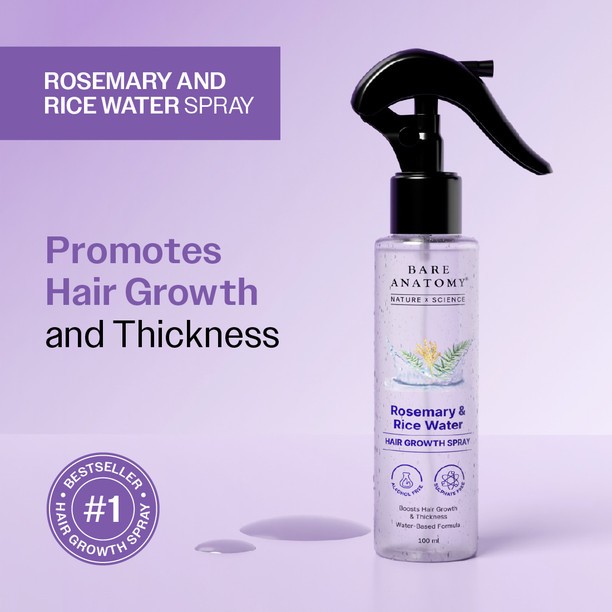 ROSEMARY AND
RICE WATER SPRAY
Promotes
Hair Growth
and Thickness
BARE
ANATOMY®
NATURE x SCIENCE
Rosemary &
Rice Water
HAIR GROWTH SPRAY
ALCOHOL FREE
SULPHATE FREE
Boosts Hair Growth
& Thickness
Water-Based Formula
100 ml
• BESTSELLER •
#1
HAIR GROWTH SPRAY